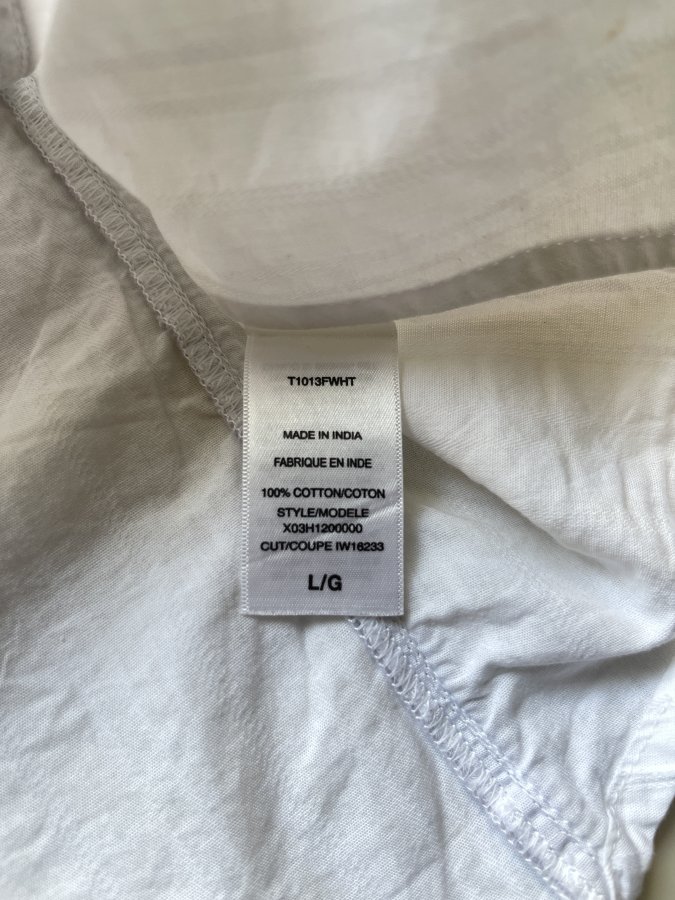 T1013FWHT
MADE IN INDIA
FABRIQUE EN INDE
100% COTTON/COTON
STYLE/MODELE
X03H1200000
CUT/COUPE IW16233
L/G